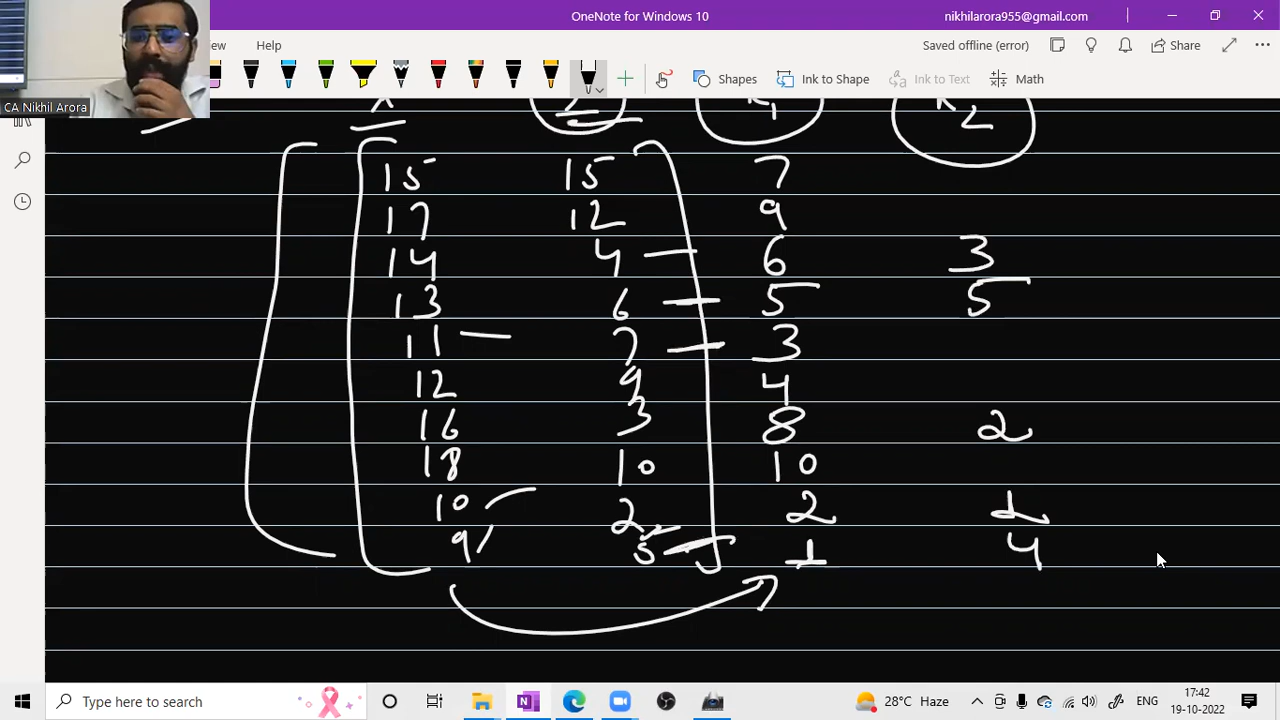 OneNote for Windows 10
nikhilarora955@gmail.com
Help
Saved offline (error)
Share
Shapes
Ink to Shape
Ink to Text
Math
CA Nikhil Arora
15 15 7
17 12 9
14 4 6 3
13 6 5 5
11 7 3
12 9 4
16 3 8 2
18 10 10
10 2 2 1
9 5 1 4
Type here to search
28°C Haze
ENG
17:42
19-10-2022